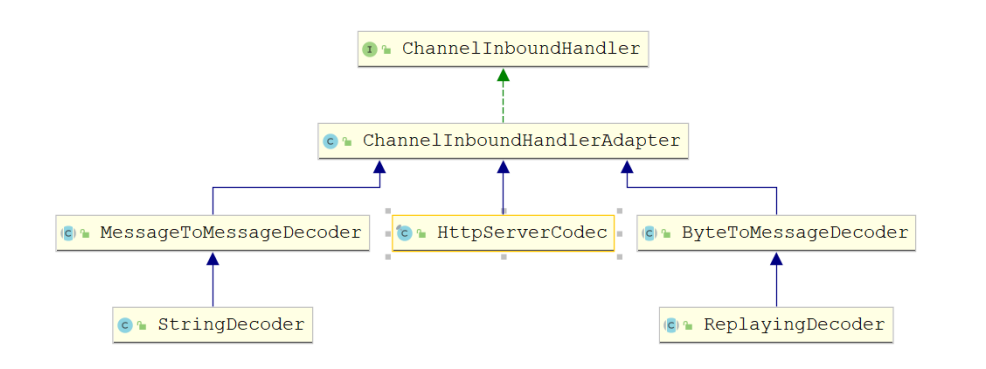 I ChannelInboundHandler
C ChannelInboundHandlerAdapter
C MessageToMessageDecoder
C HttpServerCodec
C ByteToMessageDecoder
C StringDecoder
C ReplayingDecoder